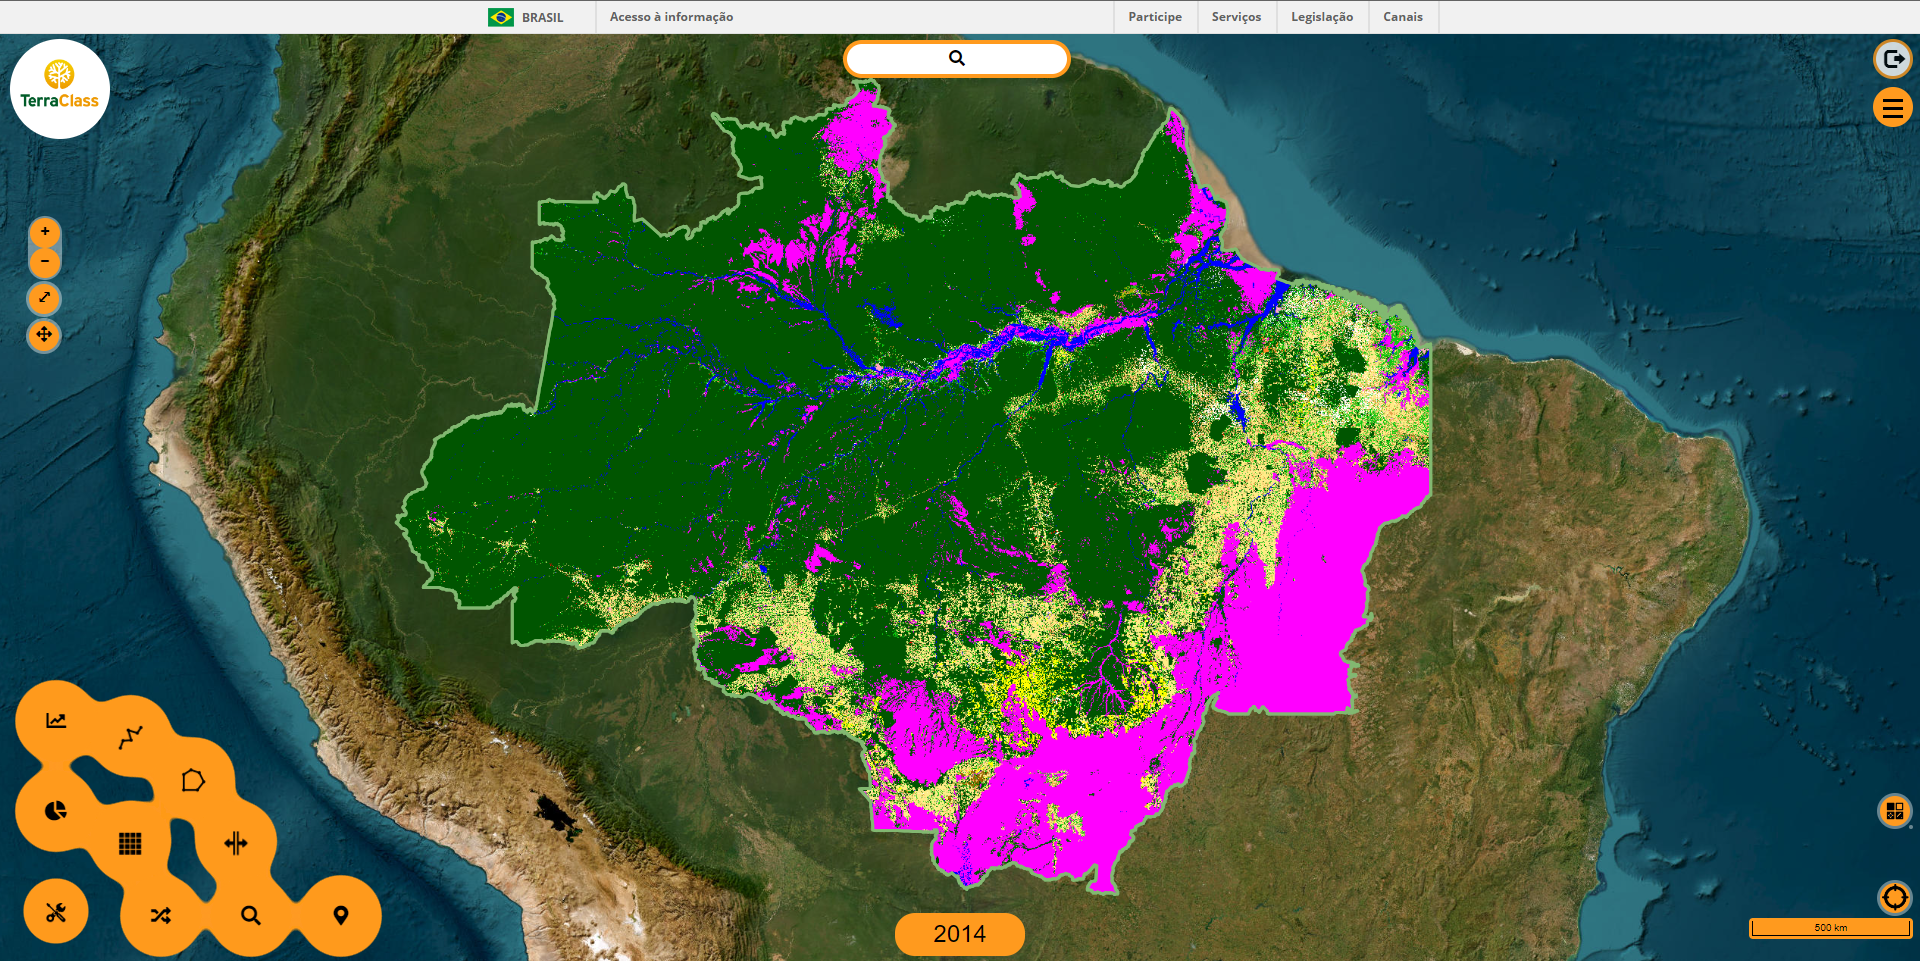 BRASIL
Acesso à informação
Participe
Serviços
Legislação
Canais
TerraClass
+
−
2014
500 km